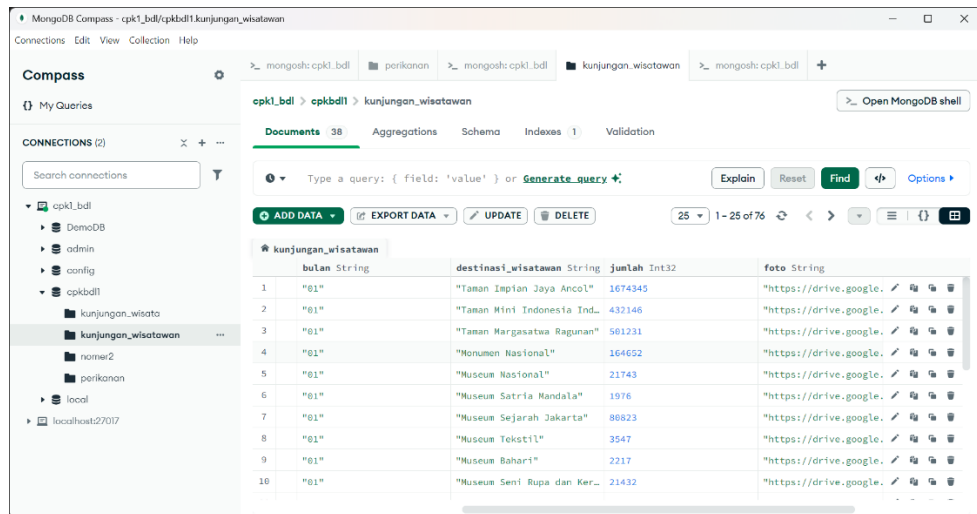 MongoDB Compass - cpk1_bdl/cpkbdl1.kunjungan_wisatawan
Connections Edit View Collection Help
Compass
{} My Queries
CONNECTIONS (2)
Search connections
cpk1_bdl
DemoDB
admin
config
cpkbdl1
kunjungan_wisata
kunjungan_wisatawan
nomer2
perikanan
local
localhost:27017
>_ mongosh: cpk1_bdl perikanan >_ mongosh: cpk1_bdl kunjungan_wisatawan >_ mongosh: cpk1_bdl +
cpk1_bdl > cpkbdl1 > kunjungan_wisatawan >_ Open MongoDB shell
Documents 38 Aggregations Schema Indexes 1 Validation
Type a query: { field: 'value' } or Generate query Explain Reset Find </> Options
ADD DATA EXPORT DATA UPDATE DELETE 25 1 - 25 of 76 {}
kunjungan_wisatawan
bulan String destinasi_wisatawan String jumlah Int32 foto String
1 "01" "Taman Impian Jaya Ancol" 1674345 "https://drive.google.
2 "01" "Taman Mini Indonesia Ind… 432146 "https://drive.google.
3 "01" "Taman Margasatwa Ragunan" 501231 "https://drive.google.
4 "01" "Monumen Nasional" 164652 "https://drive.google.
5 "01" "Museum Nasional" 21743 "https://drive.google.
6 "01" "Museum Satria Mandala" 1976 "https://drive.google.
7 "01" "Museum Sejarah Jakarta" 80823 "https://drive.google.
8 "01" "Museum Tekstil" 3547 "https://drive.google.
9 "01" "Museum Bahari" 2217 "https://drive.google.
10 "01" "Museum Seni Rupa dan Ker… 21432 "https://drive.google.